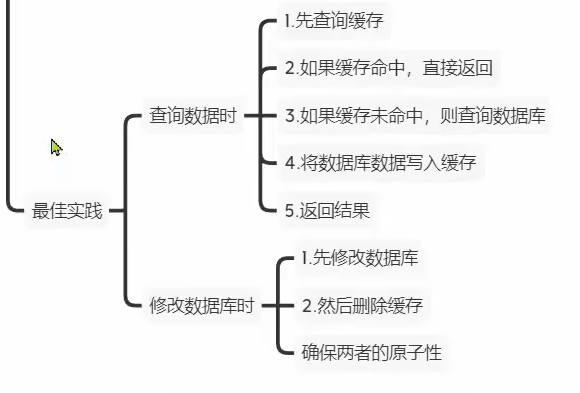 最佳实践
查询数据时
1.先查询缓存
2.如果缓存命中，直接返回
3.如果缓存未命中，则查询数据库
4.将数据库数据写入缓存
5.返回结果
修改数据库时
1.先修改数据库
2.然后删除缓存
确保两者的原子性